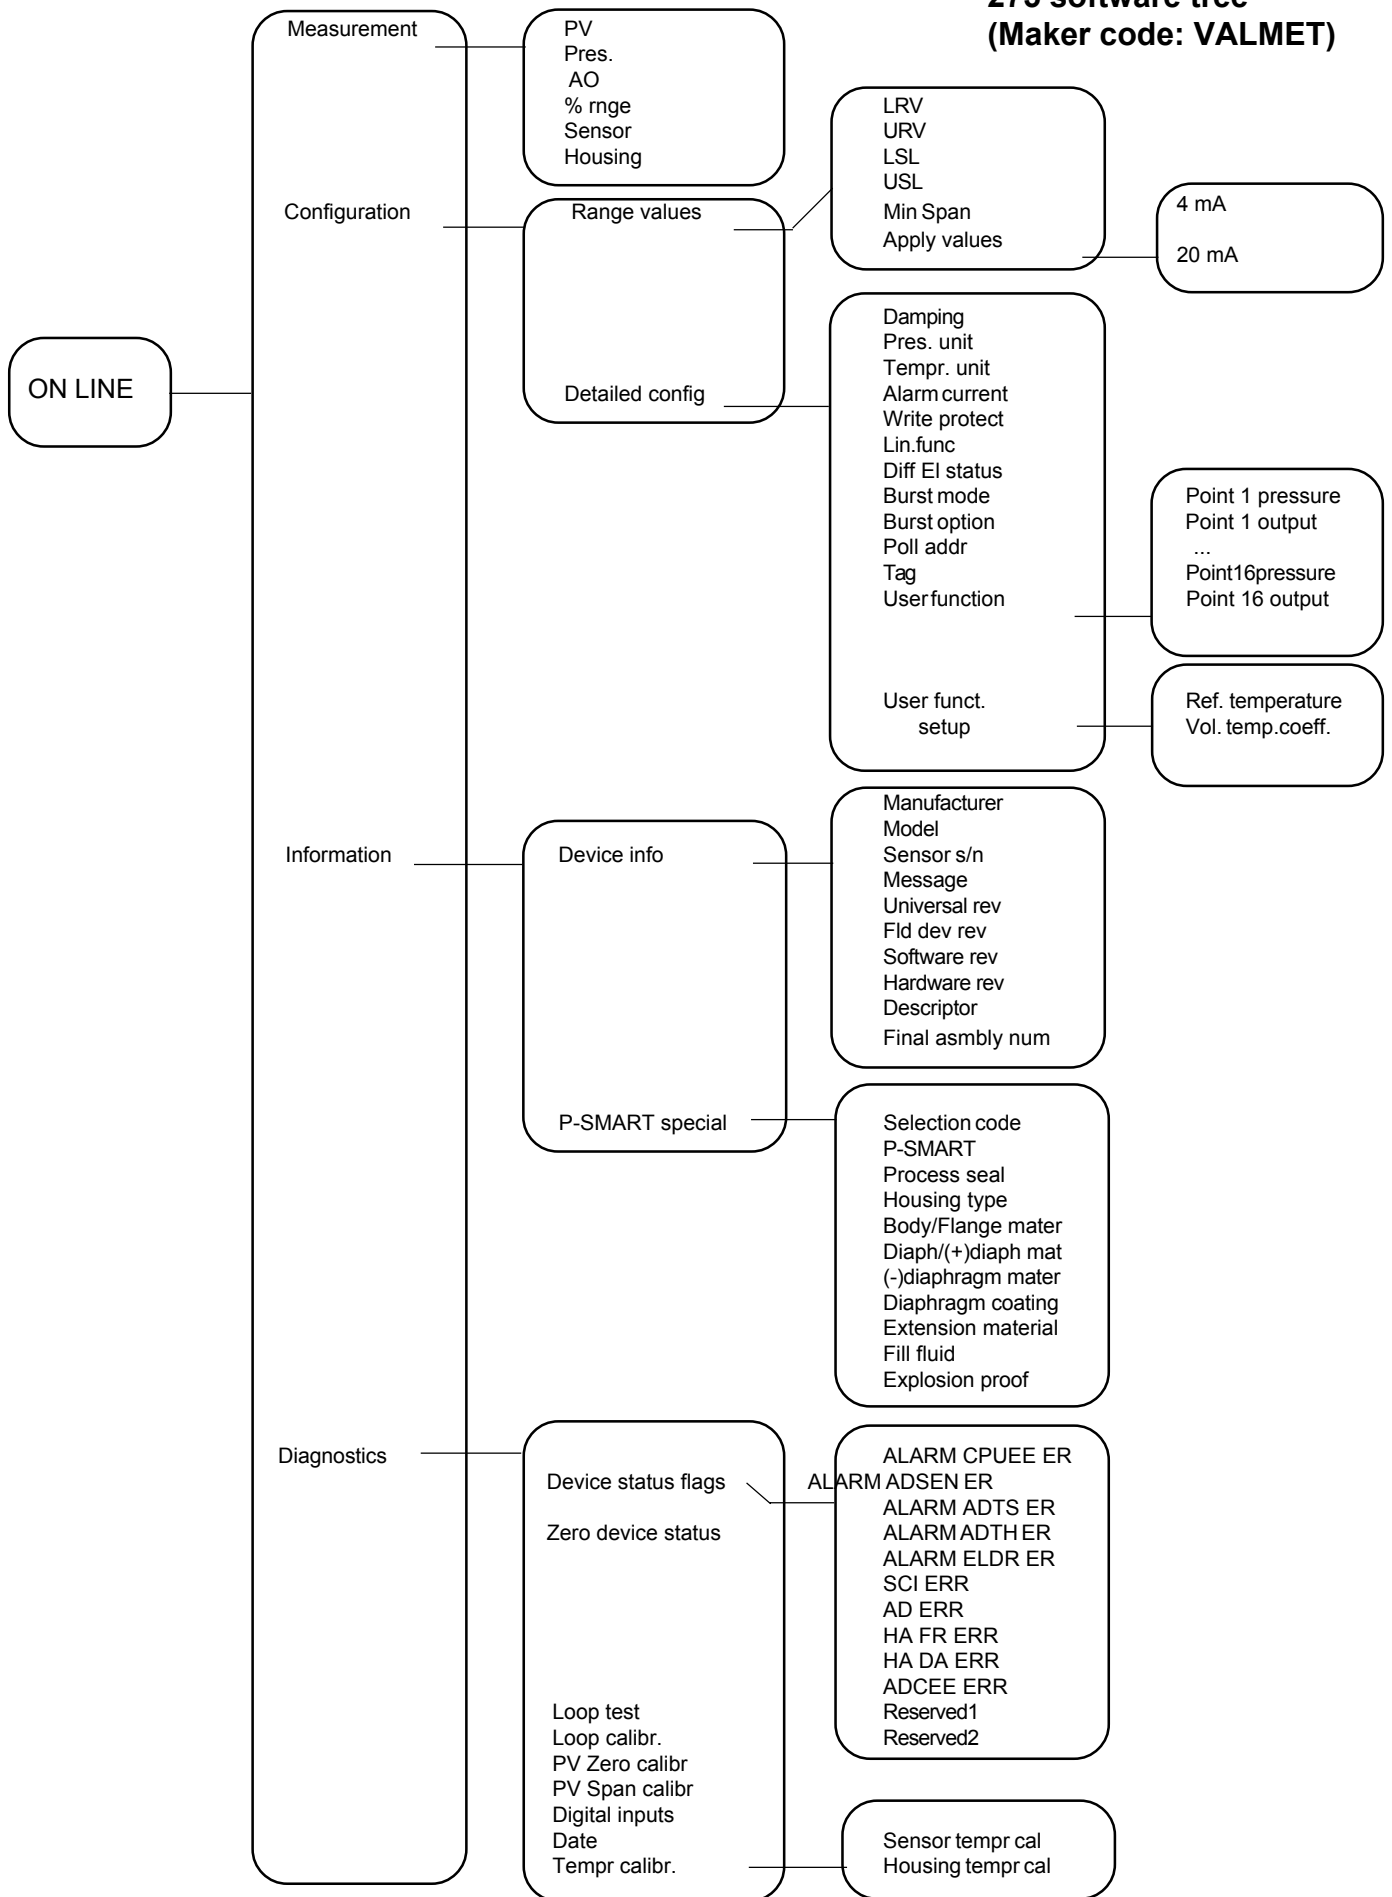 275 software tree
(Maker code: VALMET)
ON LINE
Measurement
PV
Pres.
AO
% rnge
Sensor
Housing
Configuration
Range values
LRV
URV
LSL
USL
Min Span
Apply values
4 mA
20 mA
Detailed config
Damping
Pres. unit
Tempr. unit
Alarm current
Write protect
Lin.func
Diff El status
Burst mode
Burst option
Poll addr
Tag
User function
Point 1 pressure
Point 1 output
...
Point16pressure
Point 16 output
User funct.
setup
Ref. temperature
Vol. temp.coeff.
Information
Device info
Manufacturer
Model
Sensor s/n
Message
Universal rev
Fld dev rev
Software rev
Hardware rev
Descriptor
Final asmbly num
P-SMART special
Selection code
P-SMART
Process seal
Housing type
Body/Flange mater
Diaph/(+)diaph mat
(-)diaphragm mater
Diaphragm coating
Extension material
Fill fluid
Explosion proof
Diagnostics
Device status flags
ALARM CPUEE ER
ALARM ADSEN ER
ALARM ADTS ER
ALARM ADTH ER
ALARM ELDR ER
SCI ERR
AD ERR
HA FR ERR
HA DA ERR
ADCEE ERR
Reserved1
Reserved2
Zero device status
Loop test
Loop calibr.
PV Zero calibr
PV Span calibr
Digital inputs
Date
Tempr calibr.
Sensor tempr cal
Housing tempr cal